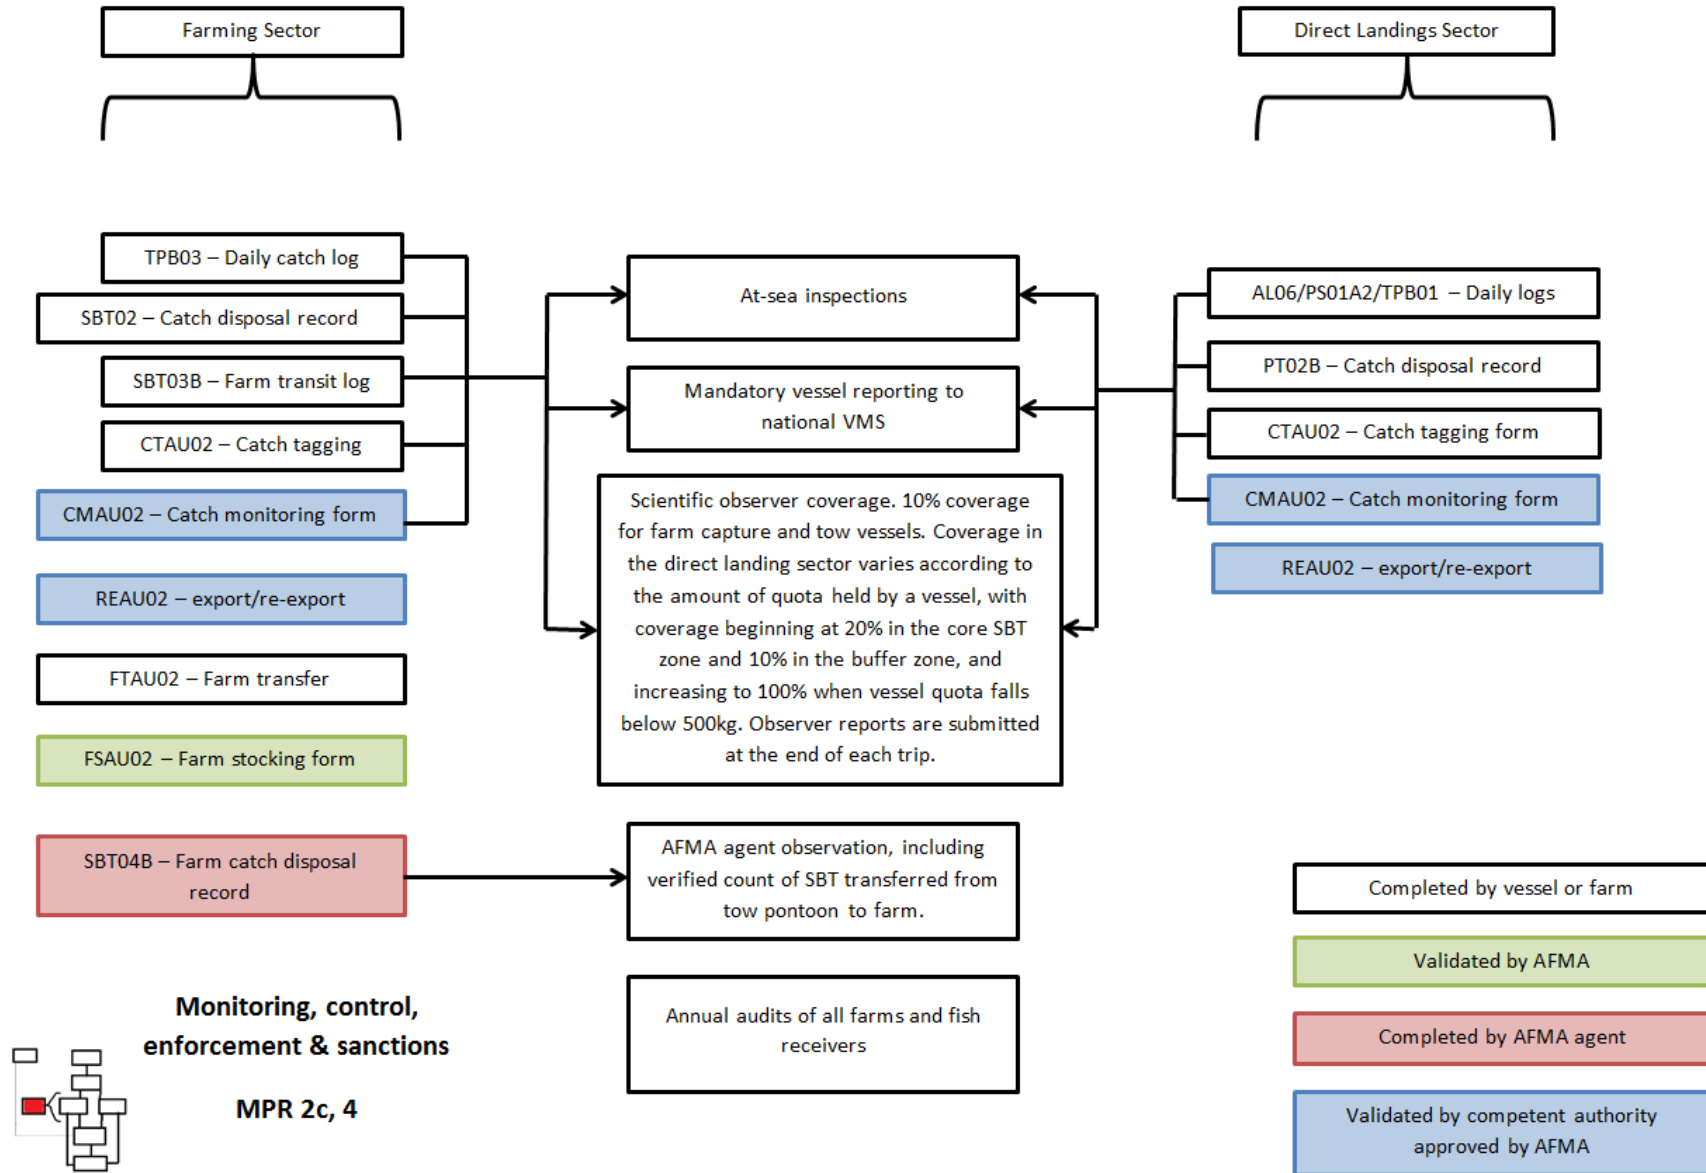 Farming Sector
Direct Landings Sector
TPB03 – Daily catch log
SBT02 – Catch disposal record
SBT03B – Farm transit log
CTAU02 – Catch tagging
CMAU02 – Catch monitoring form
REAU02 – export/re-export
FTAU02 – Farm transfer
FSAU02 – Farm stocking form
SBT04B – Farm catch disposal
record
At-sea inspections
Mandatory vessel reporting to
national VMS
Scientific observer coverage. 10% coverage
for farm capture and tow vessels. Coverage in
the direct landing sector varies according to
the amount of quota held by a vessel, with
coverage beginning at 20% in the core SBT
zone and 10% in the buffer zone, and
increasing to 100% when vessel quota falls
below 500kg. Observer reports are submitted
at the end of each trip.
AFMA agent observation, including
verified count of SBT transferred from
tow pontoon to farm.
Annual audits of all farms and fish
receivers
AL06/PS01A2/TPB01 – Daily logs
PT02B – Catch disposal record
CTAU02 – Catch tagging form
CMAU02 – Catch monitoring form
REAU02 – export/re-export
Completed by vessel or farm
Validated by AFMA
Completed by AFMA agent
Validated by competent authority
approved by AFMA
Monitoring, control,
enforcement & sanctions
MPR 2c, 4